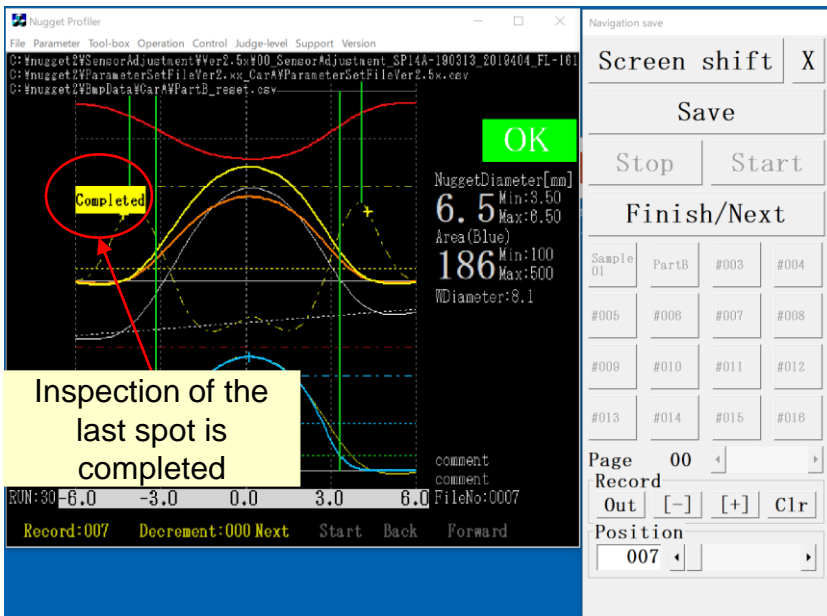 Nugget Profiler
File Parameter Tool-box Operation Control Judge-level Support Version
C:¥nugget2¥SensorAdjustment¥Ver2.5x¥00_SensorAdjustment_SP14A-190313_2019404_FL-161
C:¥nugget2¥ParameterSetFileVer2.xx_CarA¥ParameterSetFileVer2.5x.csv
C:¥nugget2¥BmpData¥CarA¥PartB_reset.csv
OK
NuggetDiameter[mm]
6.5 Min:3.50
Max:6.50
Area(Blue)
186 Min:100
Max:500
WDiameter:8.1
Completed
Inspection of the
last spot is
completed
comment
comment
RUN:30 -6.0 -3.0 0.0 3.0 6.0 FileNo:0007
Record:007 Decrement:000 Next Start Back Forward
Navigation save
Screen shift X
Save
Stop Start
Finish/Next
Sample
01 PartB #003 #004
#005 #006 #007 #008
#009 #010 #011 #012
#013 #014 #015 #016
Page 00
Record
Out [-] [+] Clr
Position
007